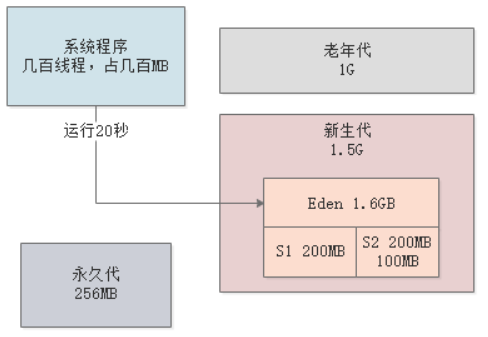 系统程序
几百线程，占几百MB
老年代
1G
运行20秒
新生代
1.5G
Eden 1.6GB
S1 200MB
S2 200MB
100MB
永久代
256MB